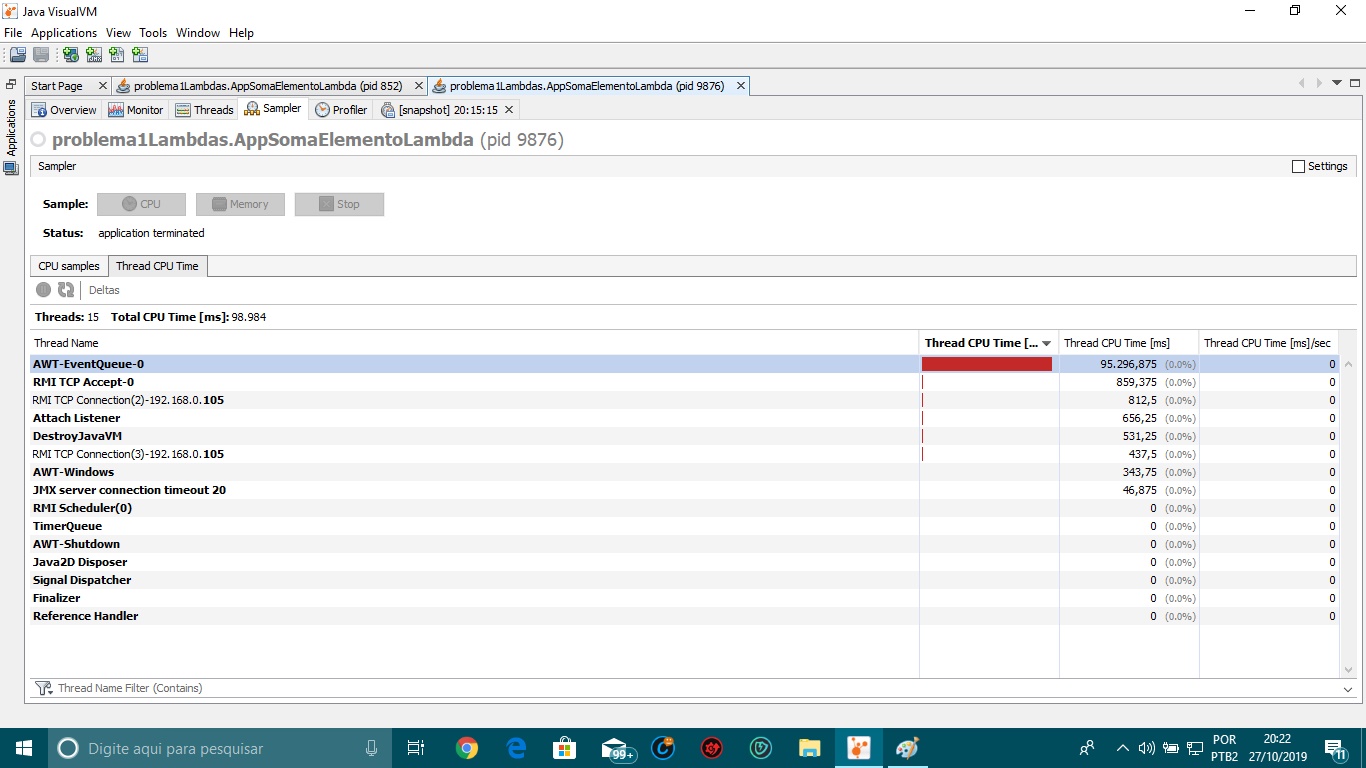 Java VisualVM
File Applications View Tools Window Help
Applications
Start Page problema1Lambdas.AppSomaElementoLambda (pid 852) problema1Lambdas.AppSomaElementoLambda (pid 9876)
Overview Monitor Threads Sampler Profiler [snapshot] 20:15:15
problema1Lambdas.AppSomaElementoLambda (pid 9876)
Sampler Settings
Sample: CPU Memory Stop
Status: application terminated
CPU samples Thread CPU Time
Deltas
Threads: 15 Total CPU Time [ms]: 98.984
Thread Name Thread CPU Time [... Thread CPU Time [ms] Thread CPU Time [ms]/sec
AWT-EventQueue-0 95.296,875 (0.0%) 0
RMI TCP Accept-0 859,375 (0.0%) 0
RMI TCP Connection(2)-192.168.0.105 812,5 (0.0%) 0
Attach Listener 656,25 (0.0%) 0
DestroyJavaVM 531,25 (0.0%) 0
RMI TCP Connection(3)-192.168.0.105 437,5 (0.0%) 0
AWT-Windows 343,75 (0.0%) 0
JMX server connection timeout 20 46,875 (0.0%) 0
RMI Scheduler(0) 0 (0.0%) 0
TimerQueue 0 (0.0%) 0
AWT-Shutdown 0 (0.0%) 0
Java2D Disposer 0 (0.0%) 0
Signal Dispatcher 0 (0.0%) 0
Finalizer 0 (0.0%) 0
Reference Handler 0 (0.0%) 0
Thread Name Filter (Contains)
Digite aqui para pesquisar 99+ POR 20:22
PTB2 27/10/2019 11